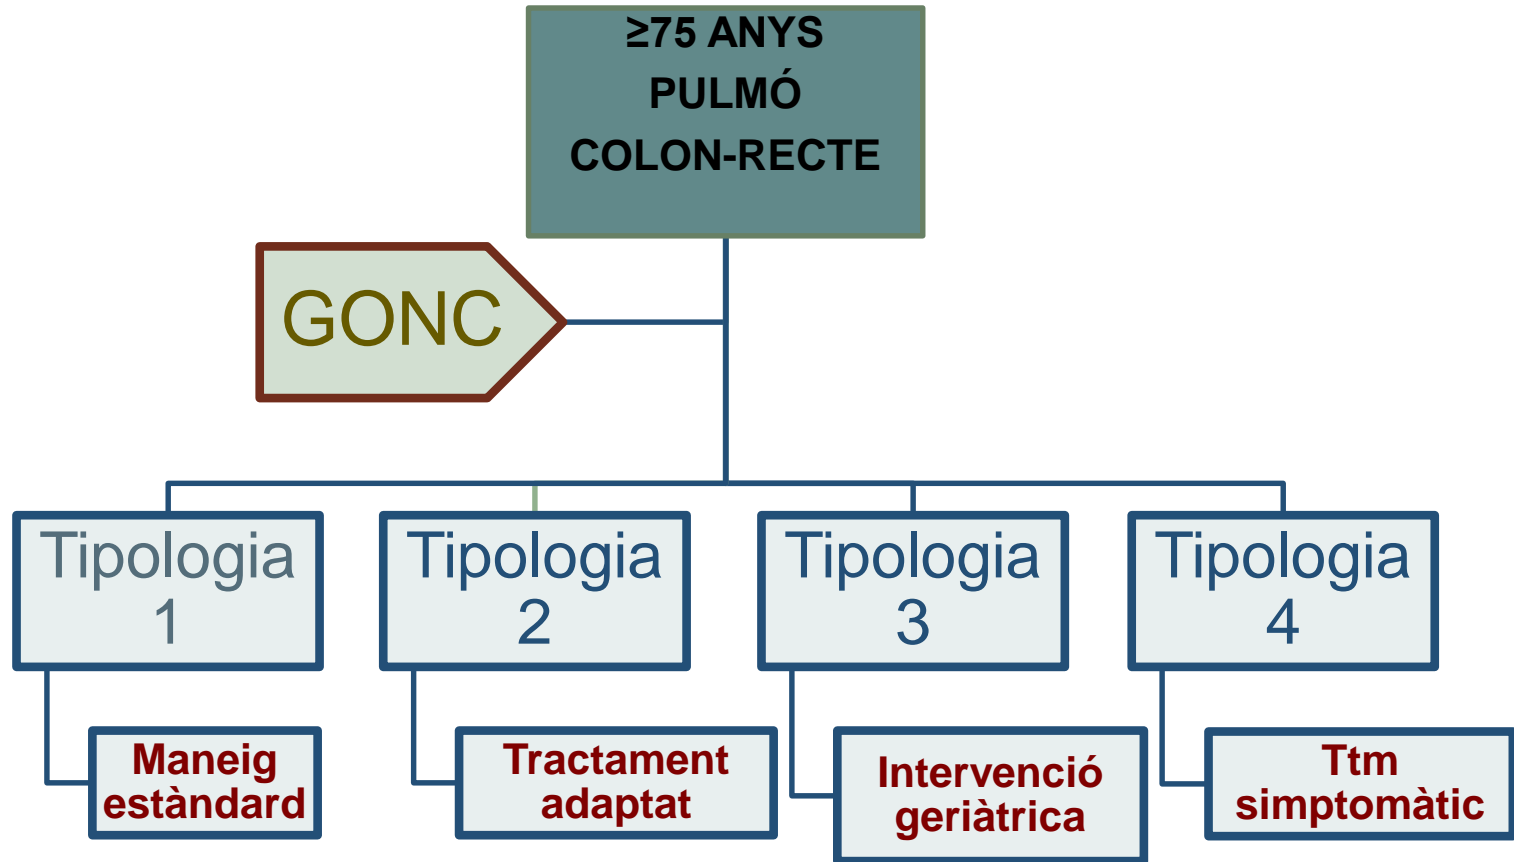 ≥75 ANYS
PULMÓ
COLON-RECTE
GONC
Tipologia
1
Tipologia
2
Tipologia
3
Tipologia
4
Maneig
estàndard
Tractament
adaptat
Intervenció
geriàtrica
Ttm
simptomàtic